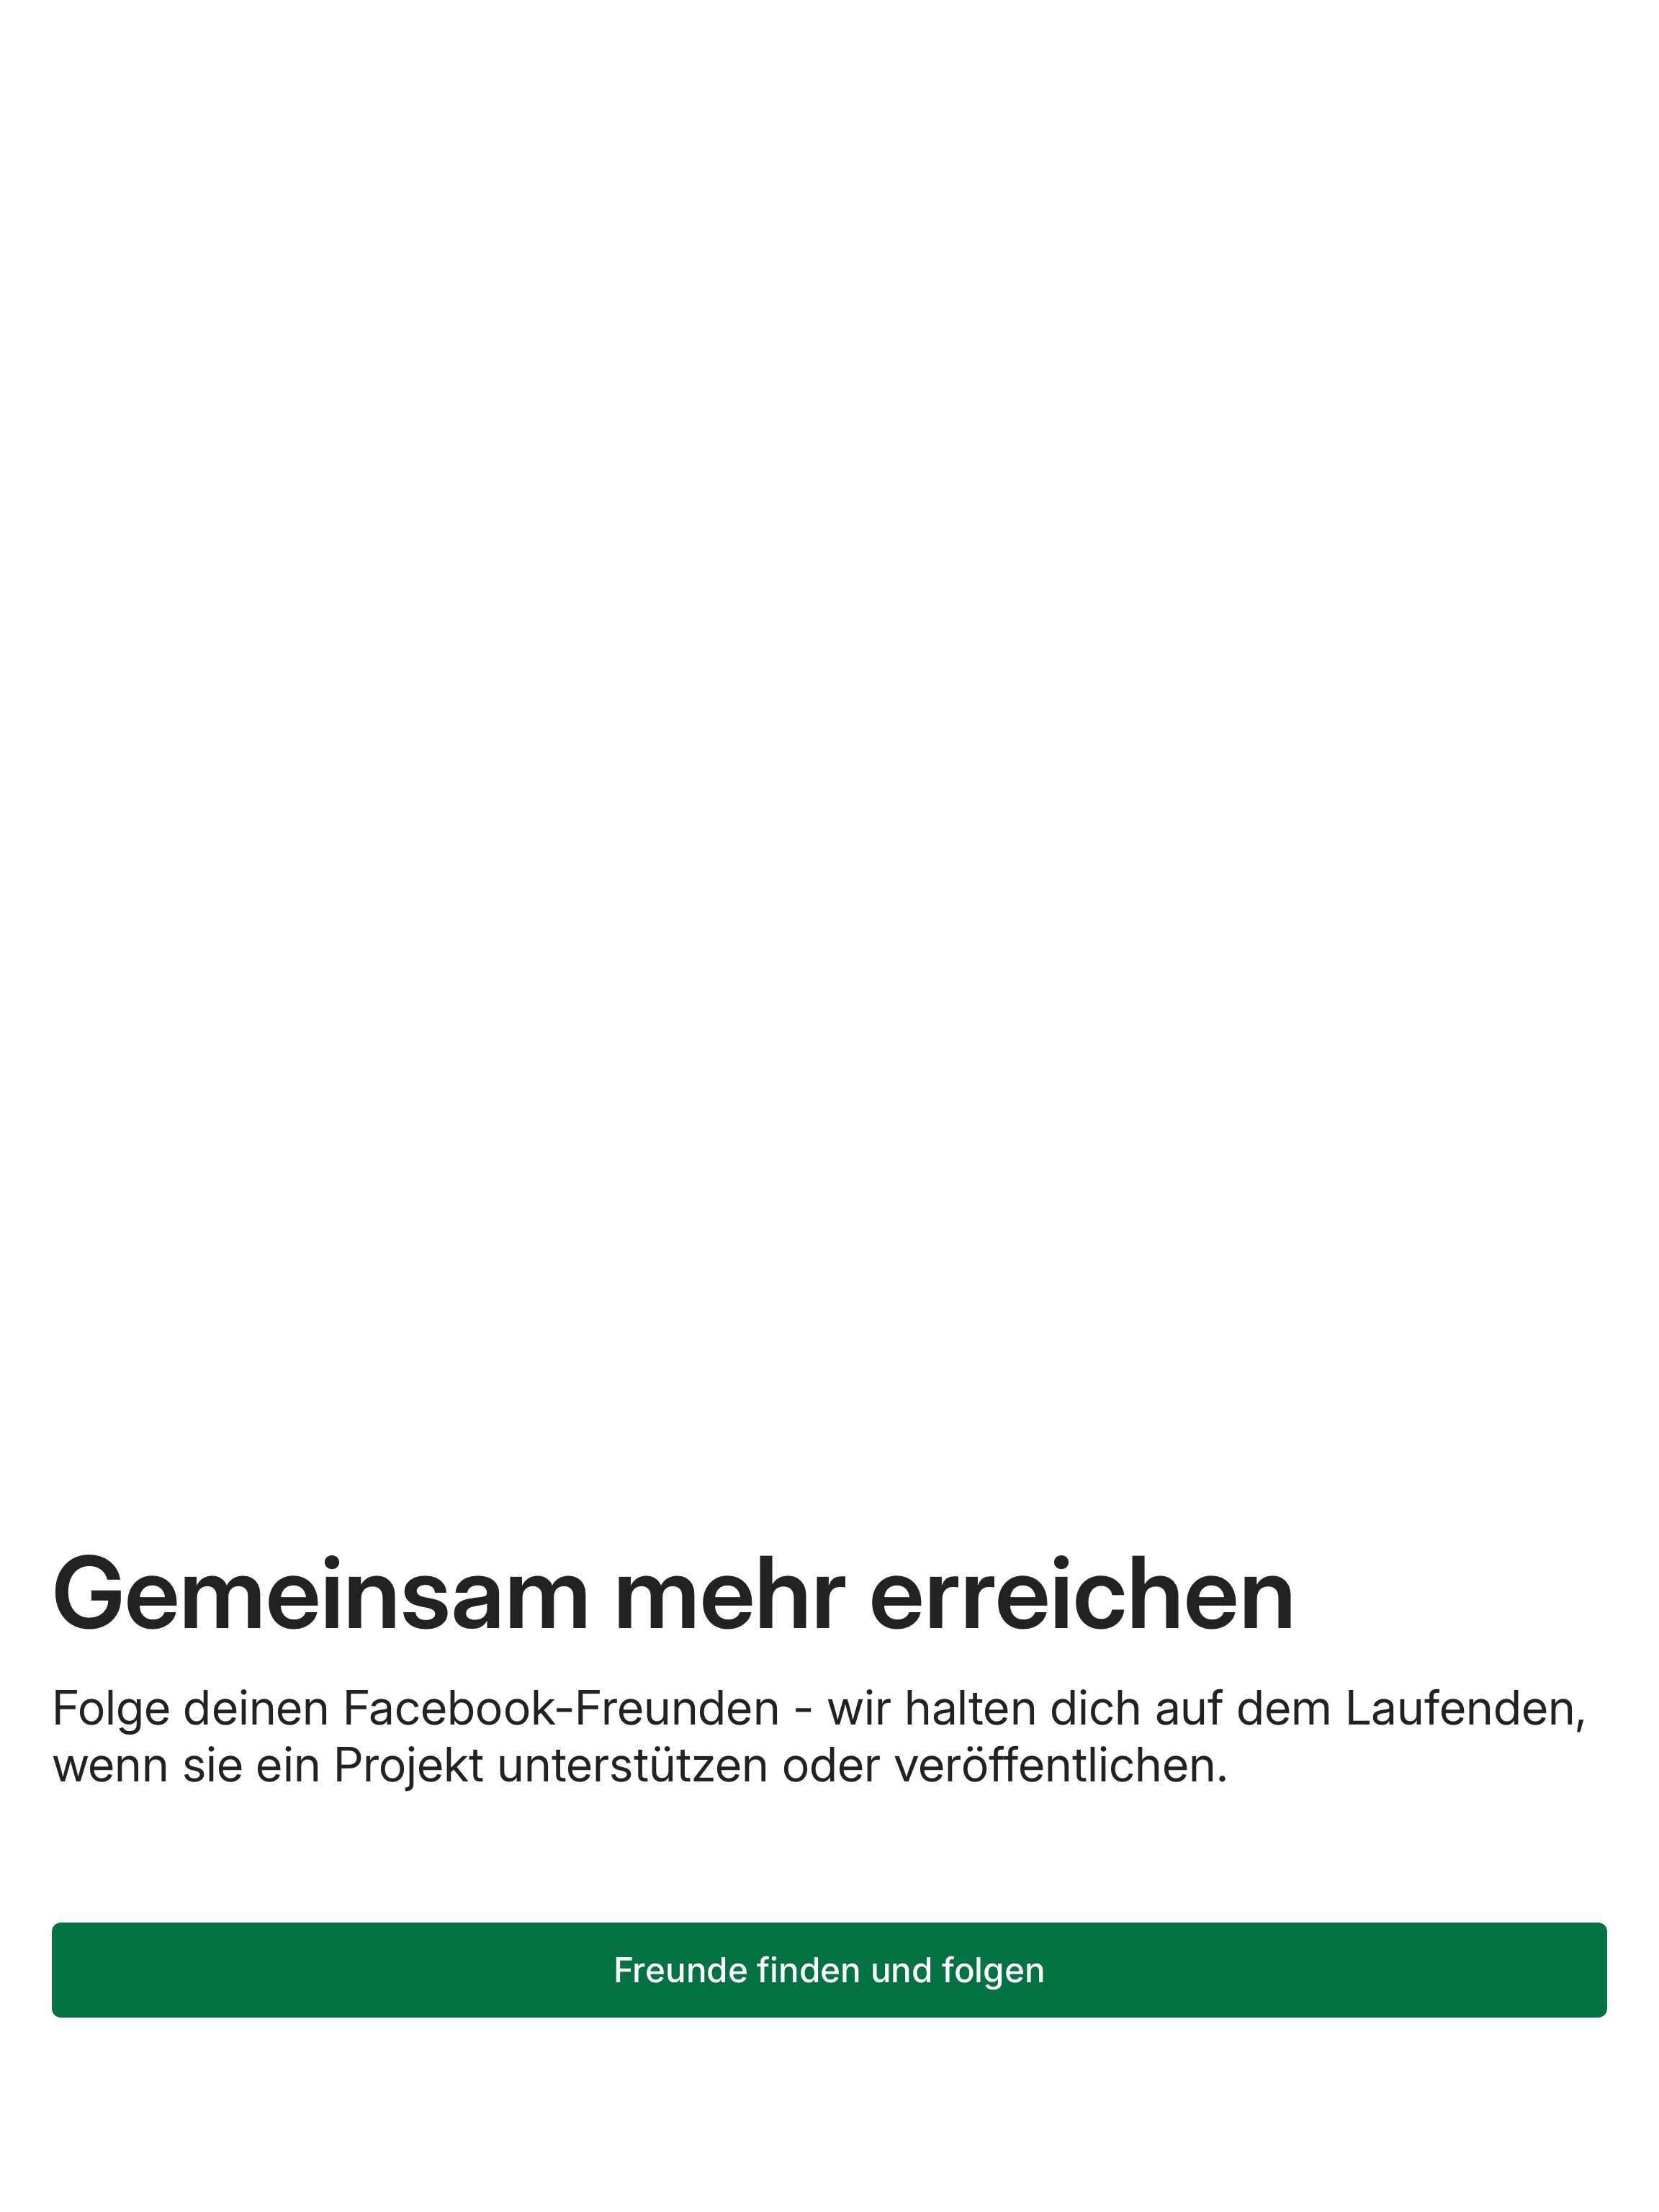 Gemeinsam mehr erreichen
Folge deinen Facebook-Freunden - wir halten dich auf dem Laufenden,
wenn sie ein Projekt unterstützen oder veröffentlichen.
Freunde finden und folgen